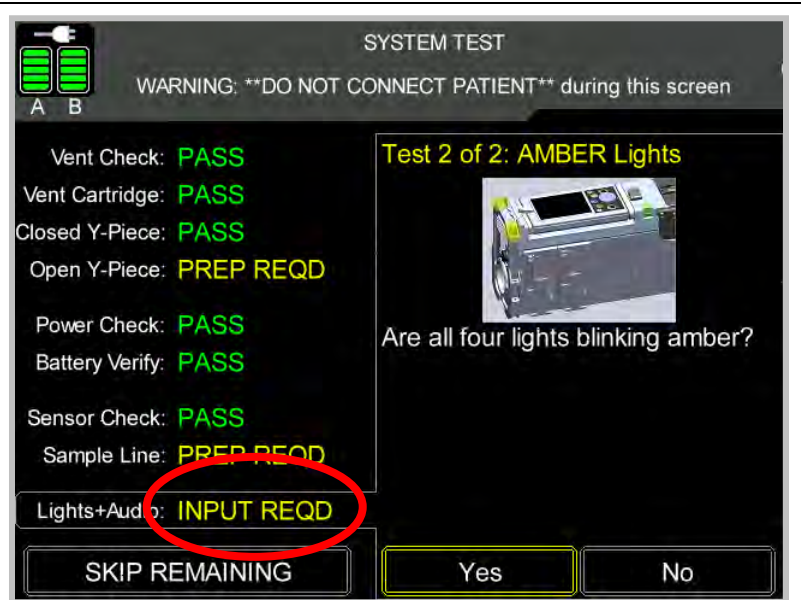 SYSTEM TEST
WARNING: **DO NOT CONNECT PATIENT** during this screen
A B
Vent Check: PASS
Vent Cartridge: PASS
Closed Y-Piece: PASS
Open Y-Piece: PREP REQD
Power Check: PASS
Battery Verify: PASS
Sensor Check: PASS
Sample Line: PREP REQD
Lights+Audio: INPUT REQD
SKIP REMAINING
Test 2 of 2: AMBER Lights
Are all four lights blinking amber?
Yes
No